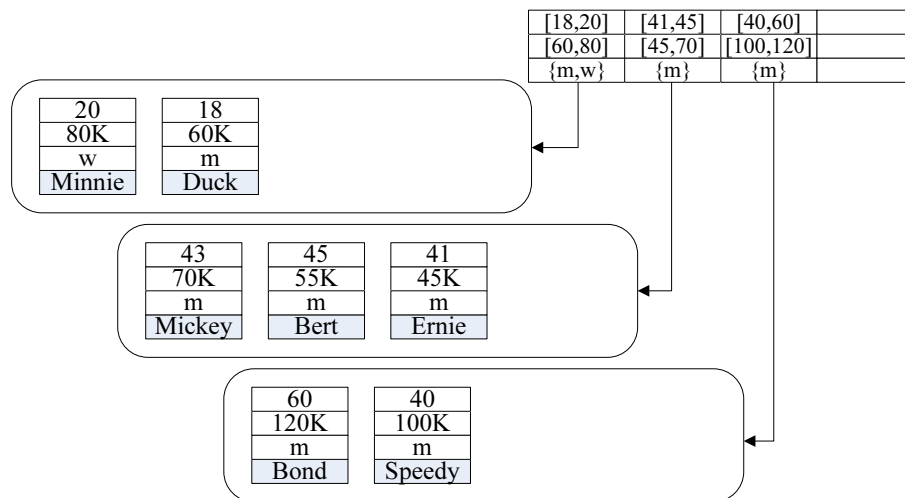 [18,20] [41,45] [40,60]
[60,80] [45,70] [100,120]
{m,w} {m} {m}
20 18
80K 60K
w m
Minnie Duck
43 45 41
70K 55K 45K
m m m
Mickey Bert Ernie
60 40
120K 100K
m m
Bond Speedy